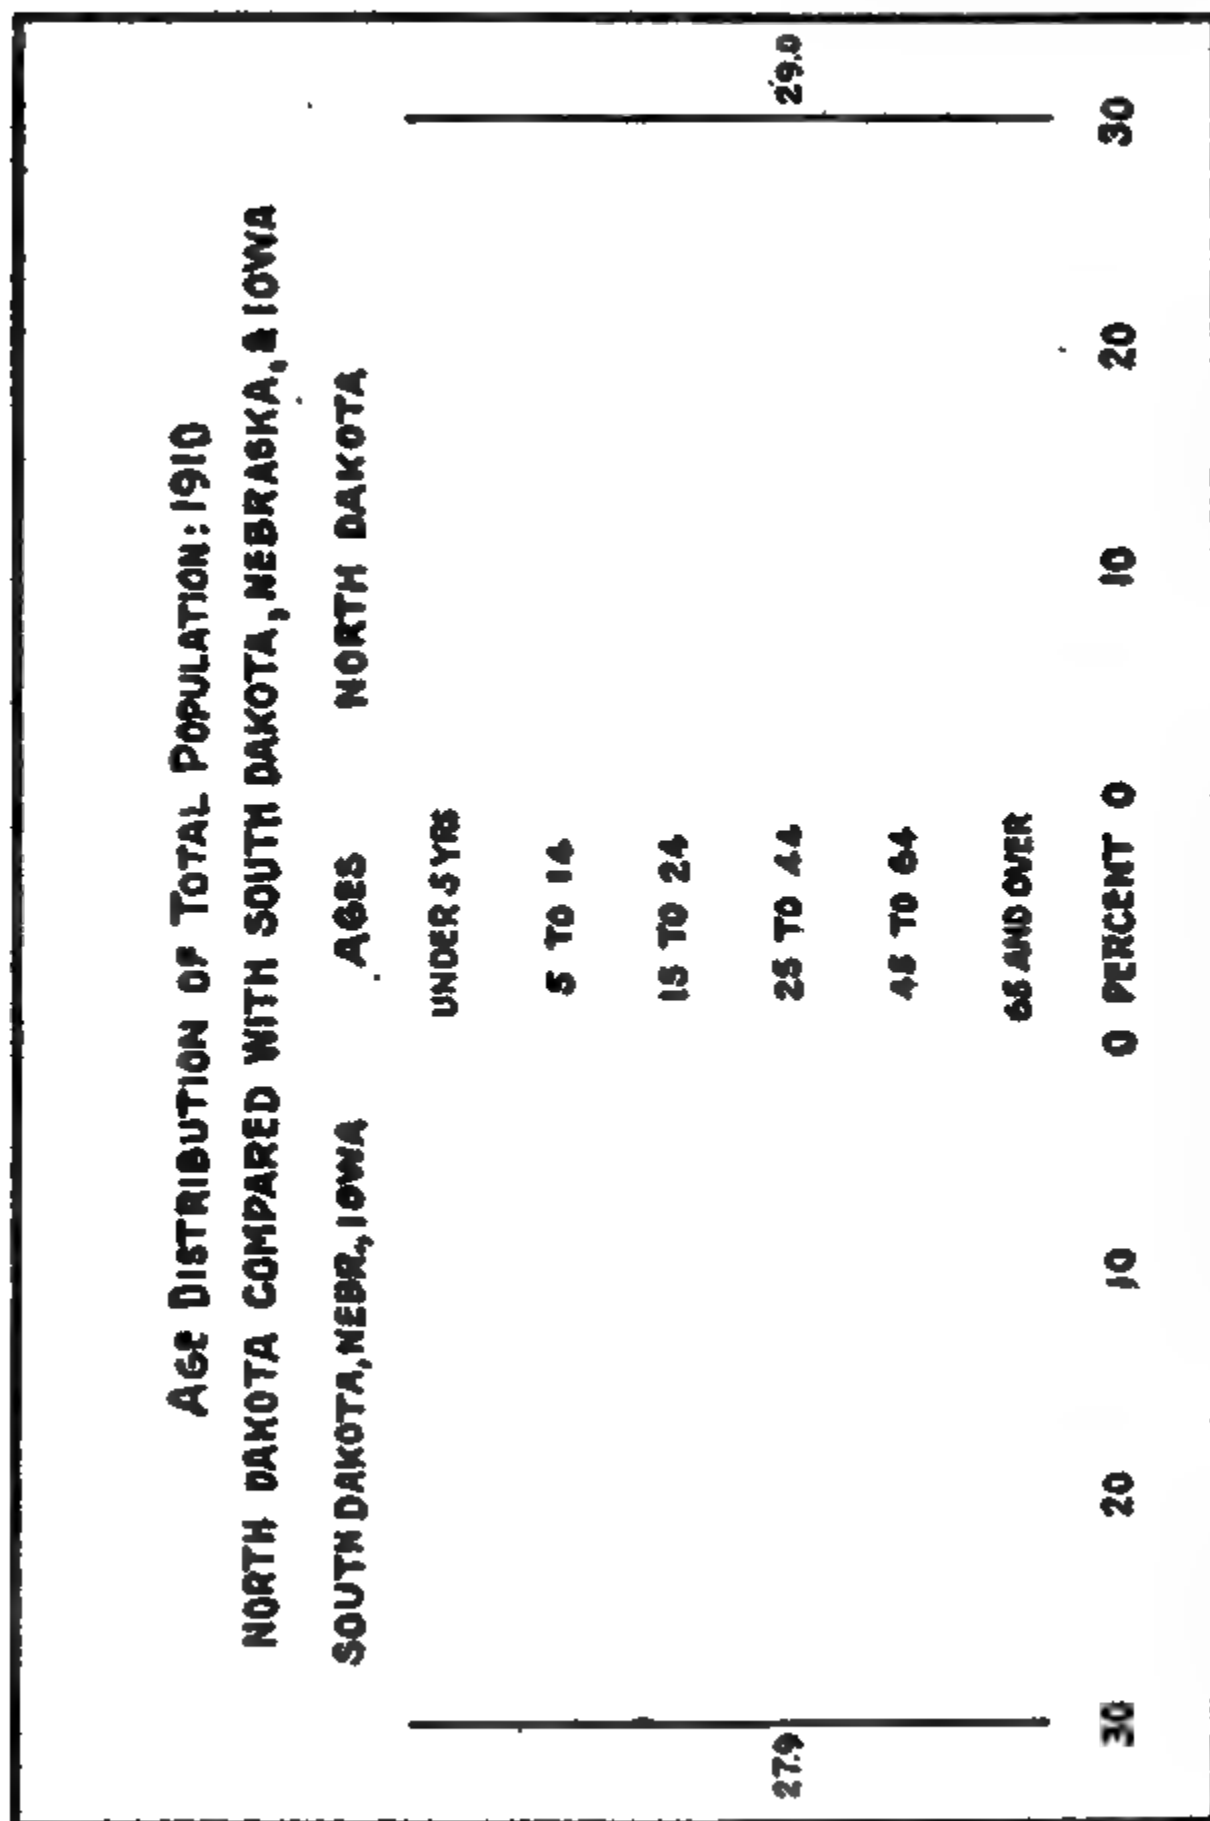 AGE DISTRIBUTION OF TOTAL POPULATION: 1910
NORTH DAKOTA COMPARED WITH SOUTH DAKOTA, NEBRASKA, & IOWA
SOUTH DAKOTA, NEBR., IOWA AGES NORTH DAKOTA
UNDER 5 YRS
5 TO 14
15 TO 24
27.9 25 TO 44 29.0
45 TO 64
65 AND OVER
30 20 10 0 PERCENT 0 10 20 30